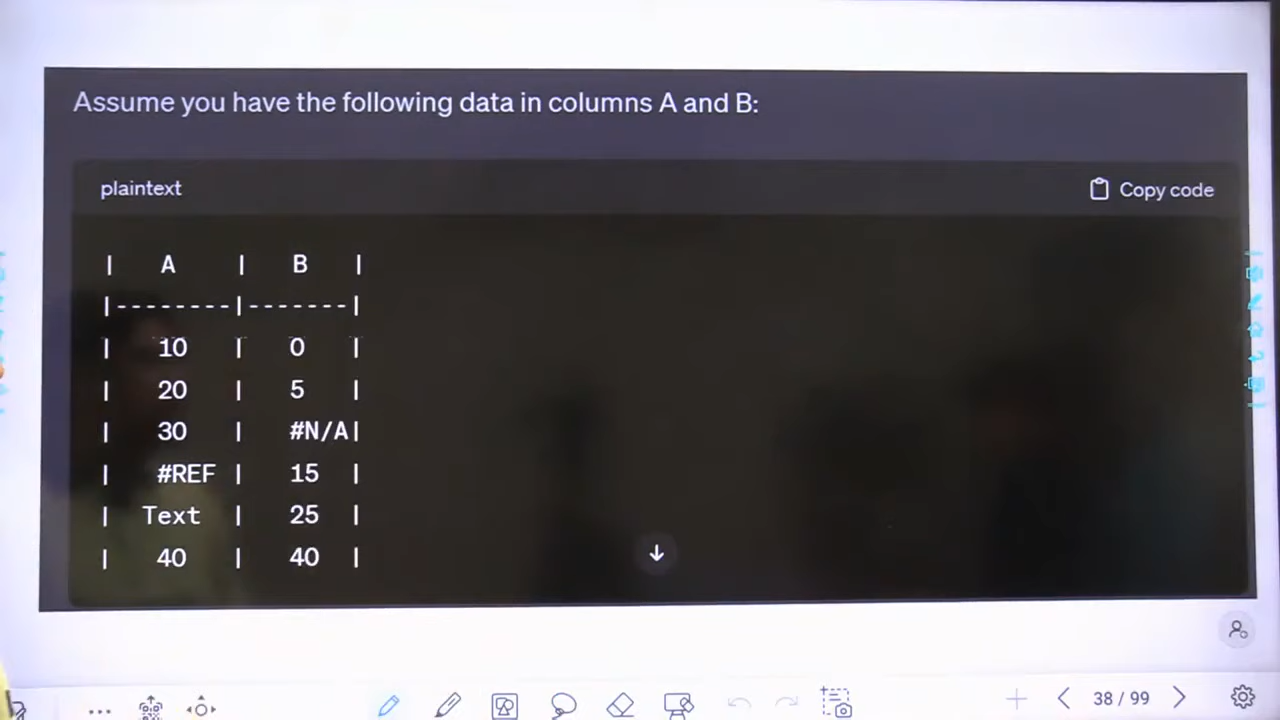 Assume you have the following data in columns A and B:
plaintext
Copy code
| A | B |
|--------|-------|
| 10 | 0 |
| 20 | 5 |
| 30 | #N/A|
| #REF | 15 |
| Text | 25 |
| 40 | 40 |
38 / 99